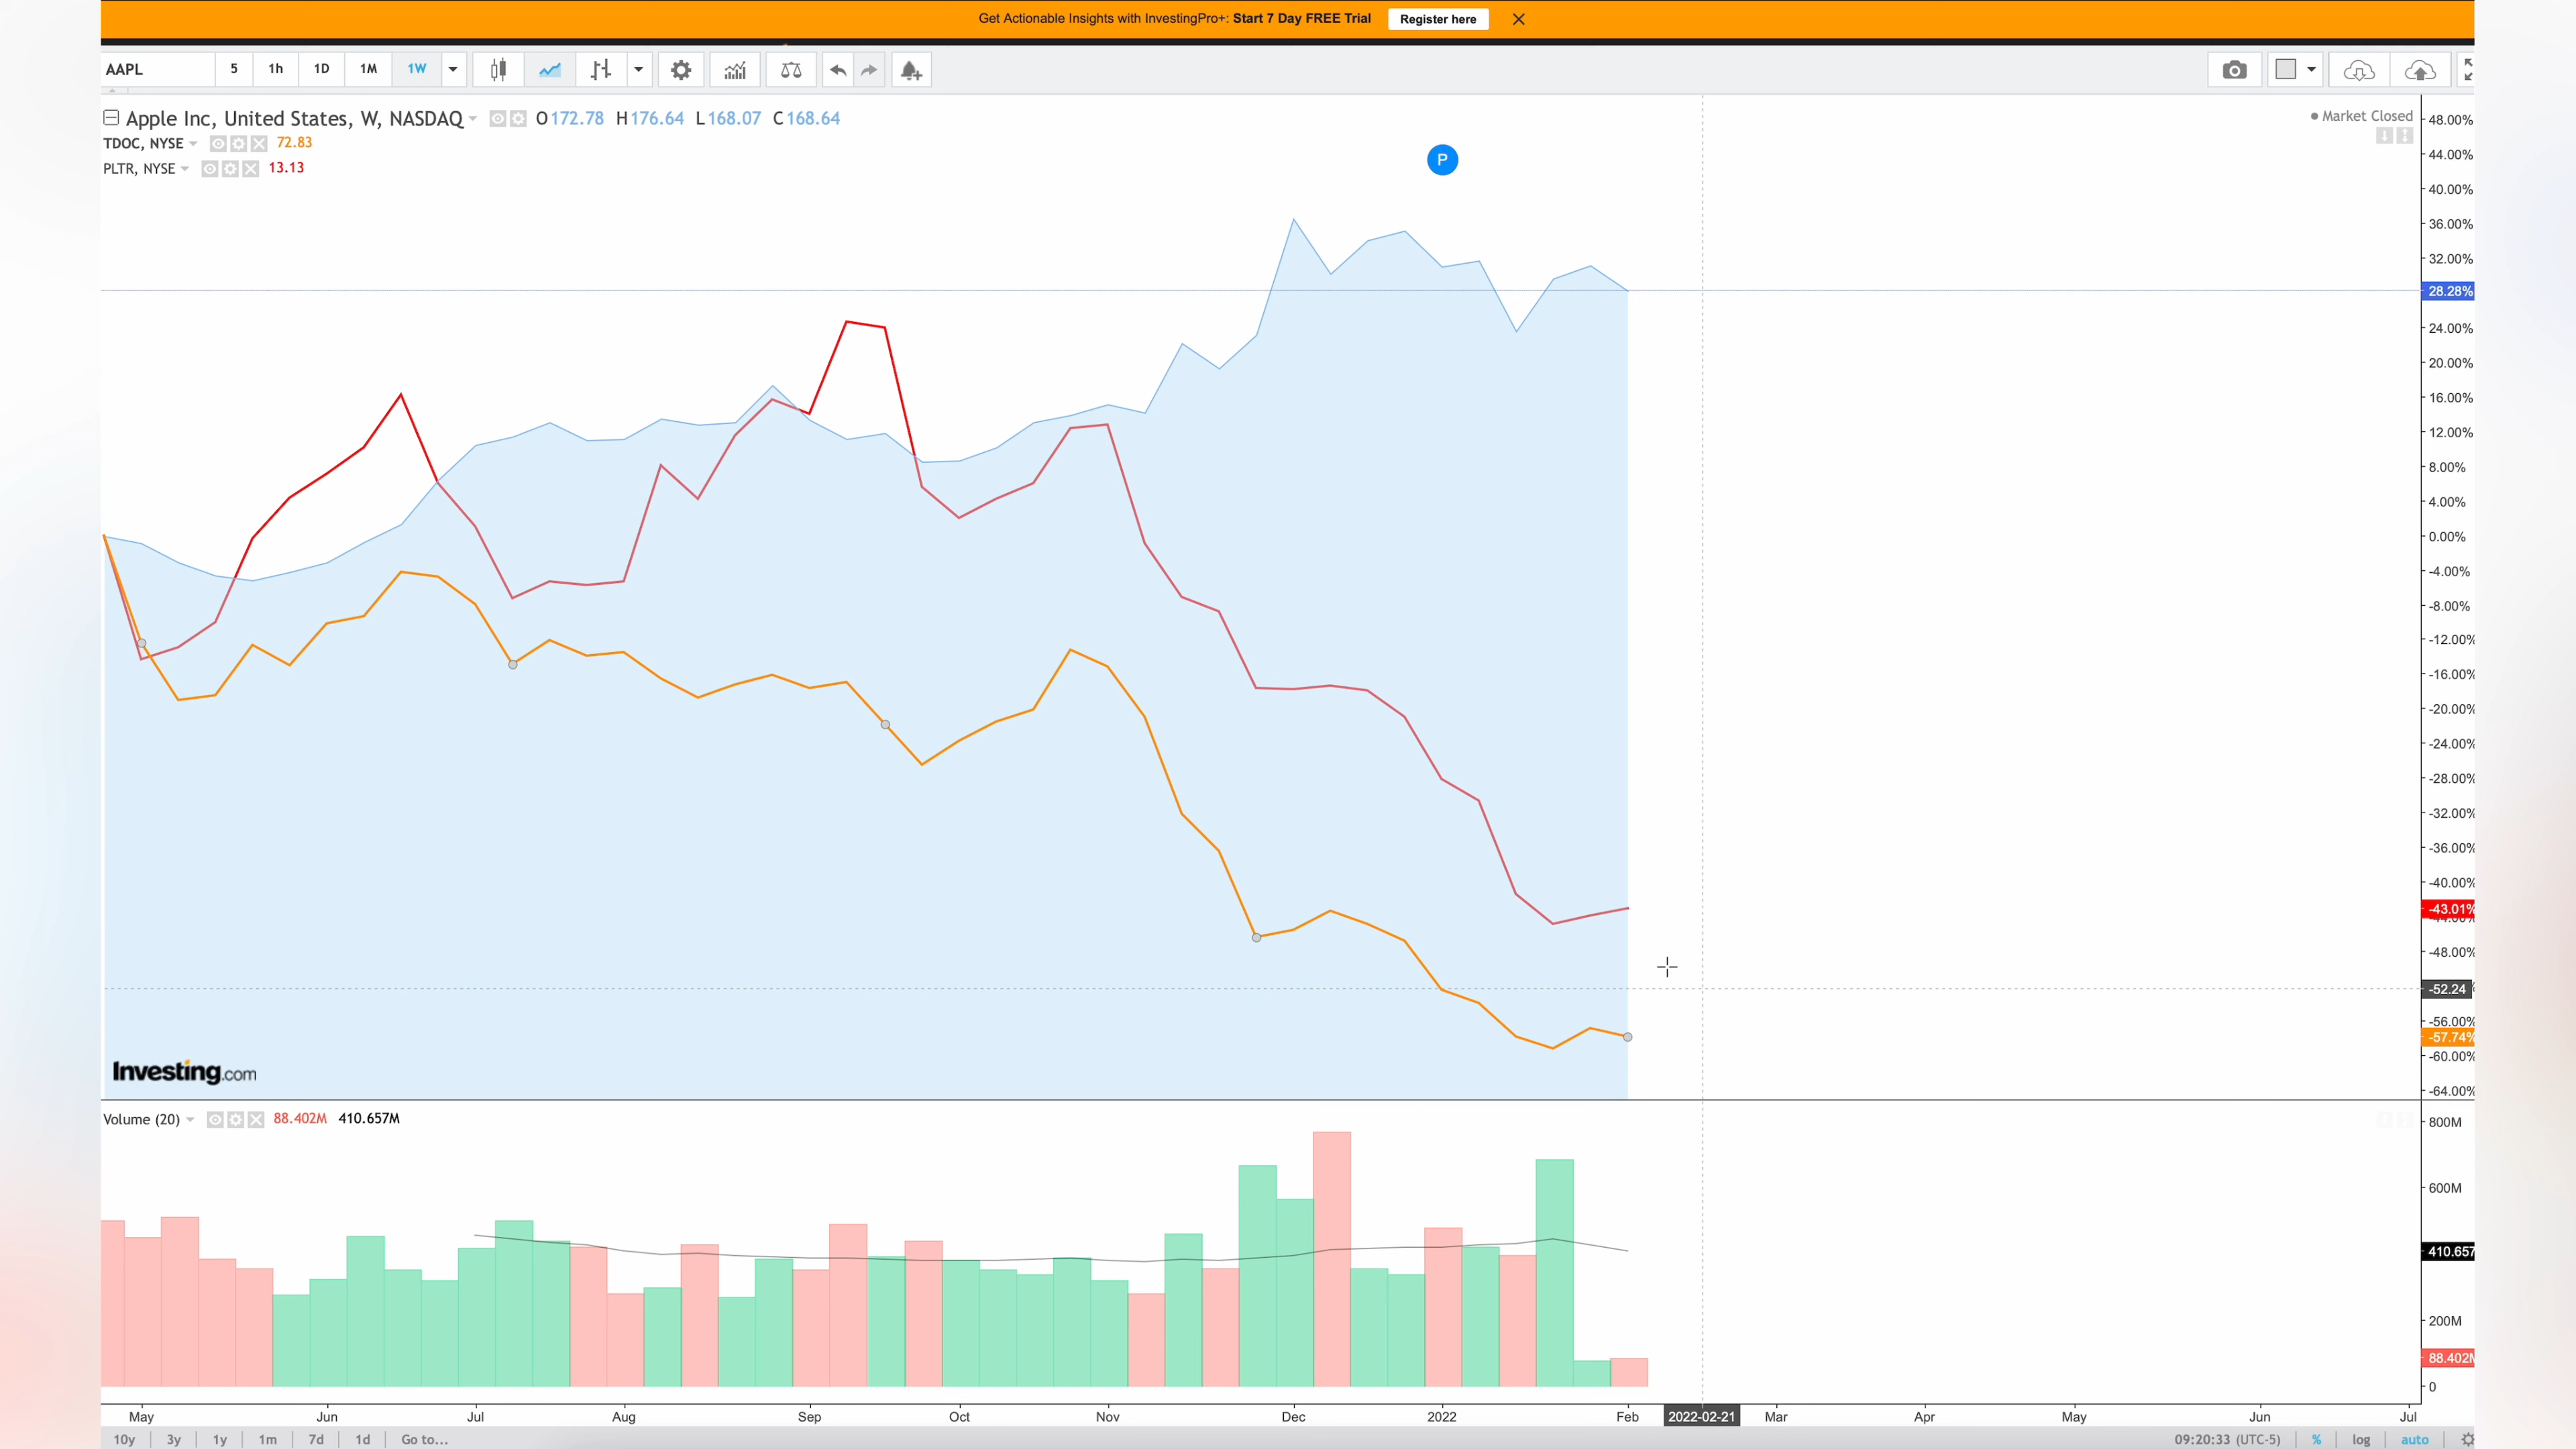 Get Actionable Insights with InvestingPro+: Start 7 Day FREE Trial Register here
AAPL 5 1h 1D 1M 1W
Apple Inc, United States, W, NASDAQ O172.78 H176.64 L168.07 C168.64
Market Closed
TDOC, NYSE 72.83
PLTR, NYSE 13.13
P
48.00%
44.00%
40.00%
36.00%
32.00%
28.28%
24.00%
20.00%
16.00%
12.00%
8.00%
4.00%
0.00%
-4.00%
-8.00%
-12.00%
-16.00%
-20.00%
-24.00%
-28.00%
-32.00%
-36.00%
-40.00%
-43.01%
-48.00%
-52.24
-56.00%
-57.74%
-60.00%
-64.00%
Investing.com
Volume (20) 88.402M 410.657M
800M
600M
410.657
200M
88.402M
0
May Jun Jul Aug Sep Oct Nov Dec 2022 Feb 2022-02-21 Mar Apr May Jun Jul
10y 3y 1y 1m 7d 1d Go to... 09:20:33 (UTC-5) % log auto